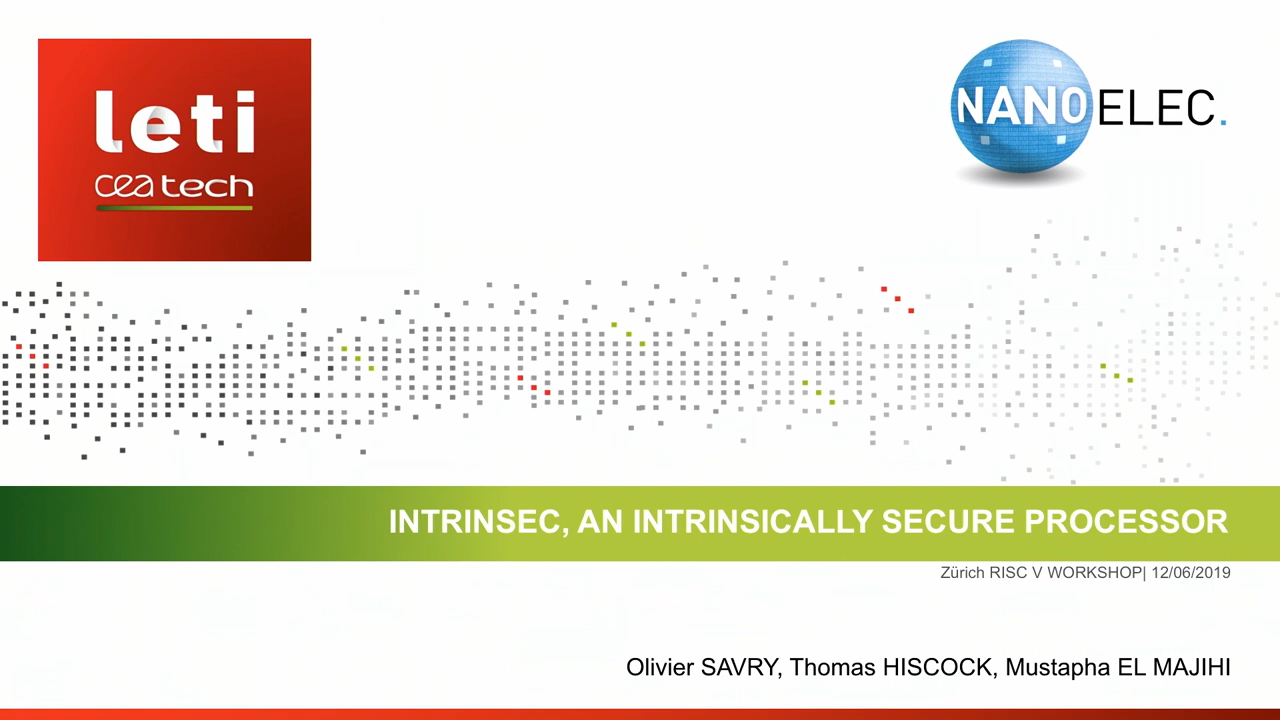 leti
cea tech
NANOELEC.
INTRINSEC, AN INTRINSICALLY SECURE PROCESSOR
Zürich RISC V WORKSHOP| 12/06/2019
Olivier SAVRY, Thomas HISCOCK, Mustapha EL MAJIHI